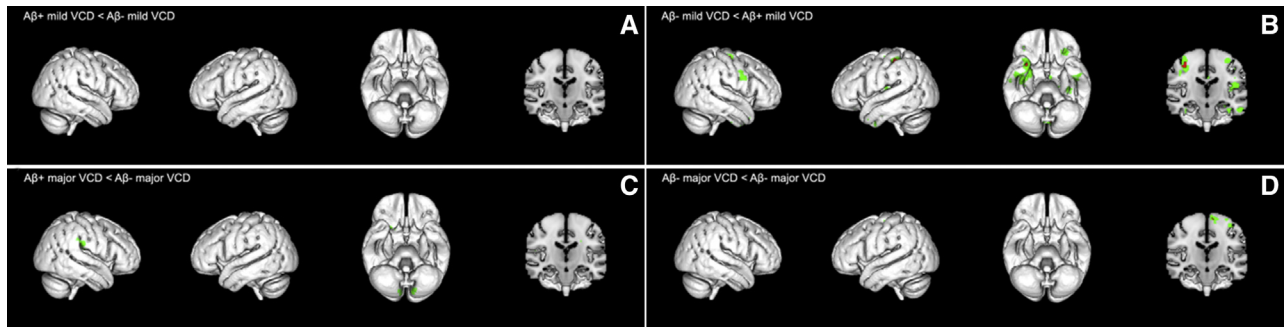 Aβ+ mild VCD < Aβ- mild VCD
A
Aβ- mild VCD < Aβ+ mild VCD
B
Aβ+ major VCD < Aβ- major VCD
C
Aβ- major VCD < Aβ- major VCD
D